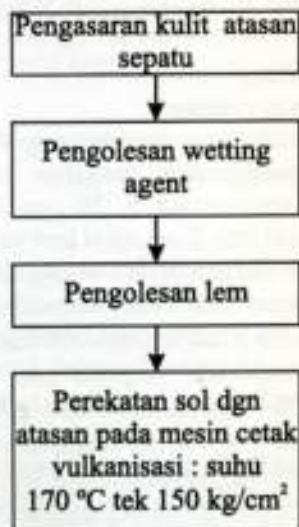 Pengasaran kulit atasan
sepatu
Pengolesan wetting
agent
Pengolesan lem
Perekatan sol dgn
atasan pada mesin cetak
vulkanisasi : suhu
170 ºC tek 150 kg/cm²